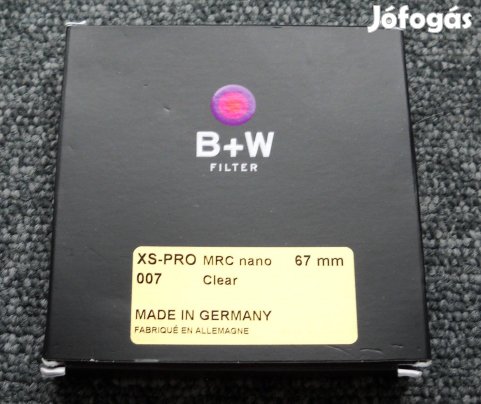 Jófogás
B+W
FILTER
XS-PRO MRC nano 67 mm
007 Clear
MADE IN GERMANY
FABRIQUÉ EN ALLEMAGNE